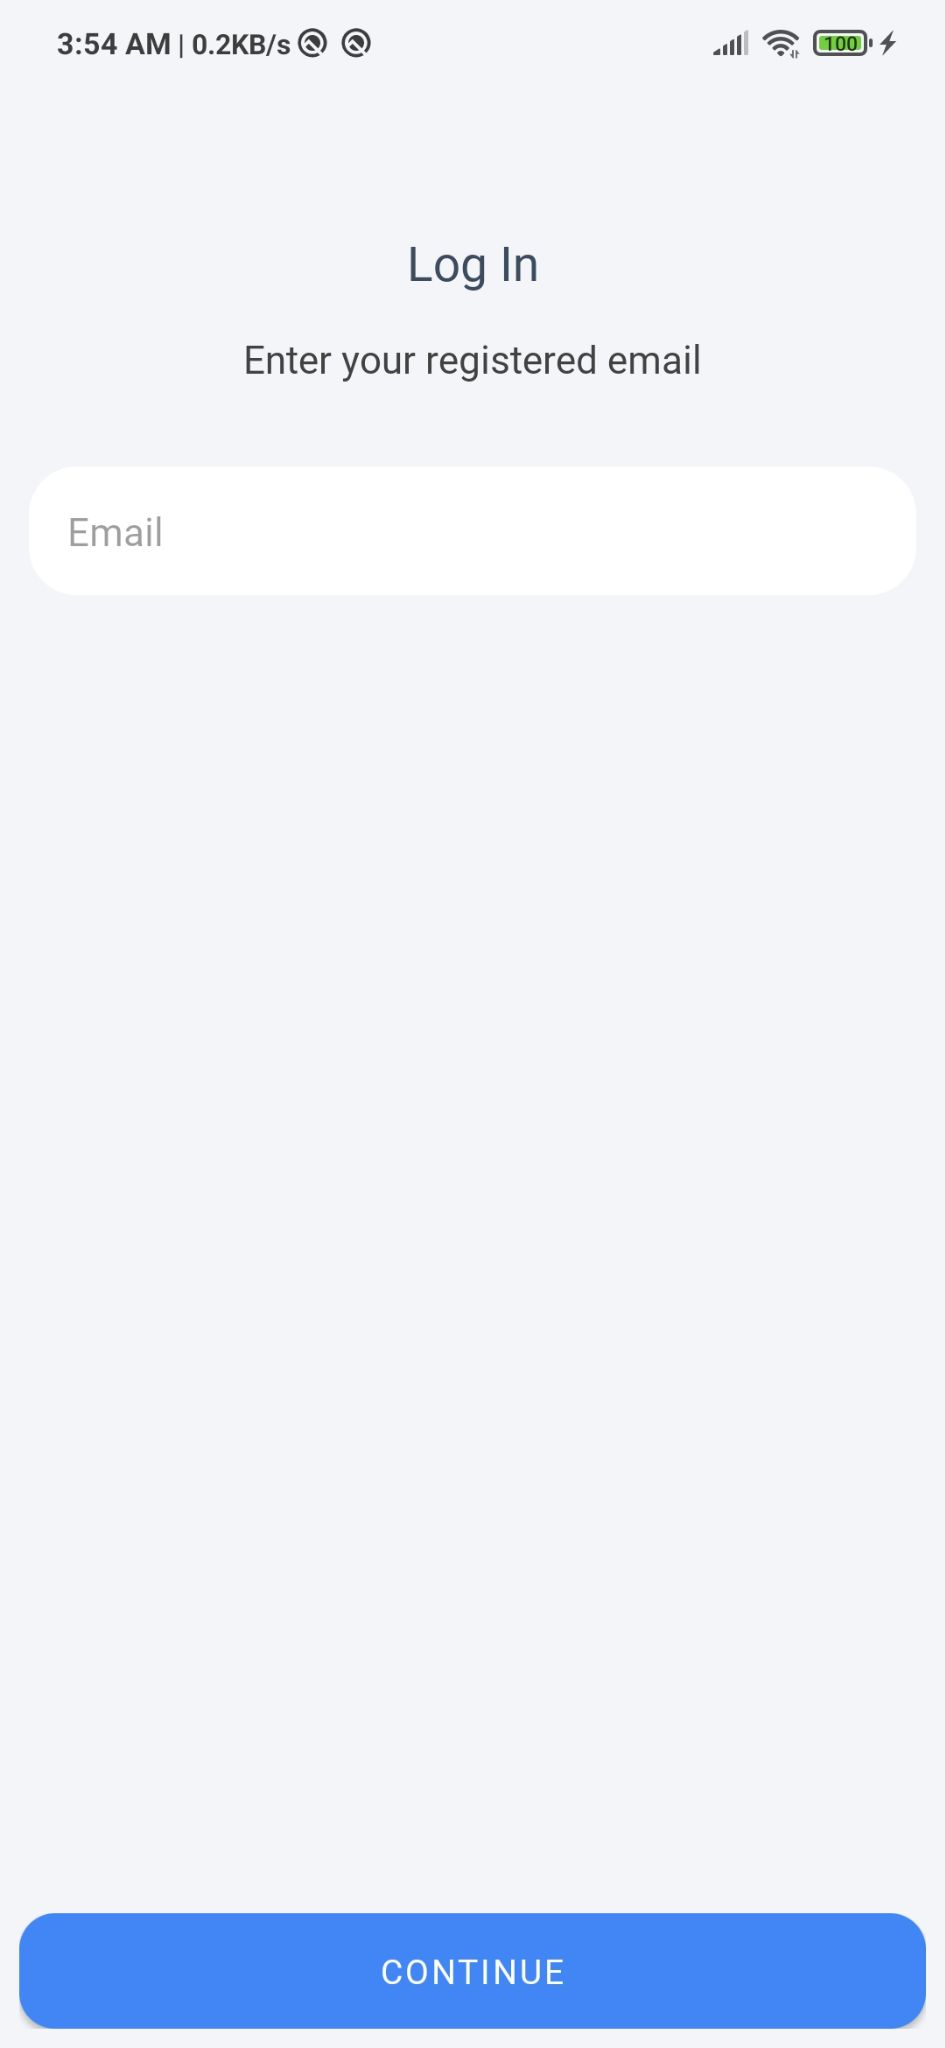 3:54 AM | 0.2KB/s
100
Log In
Enter your registered email
Email
CONTINUE